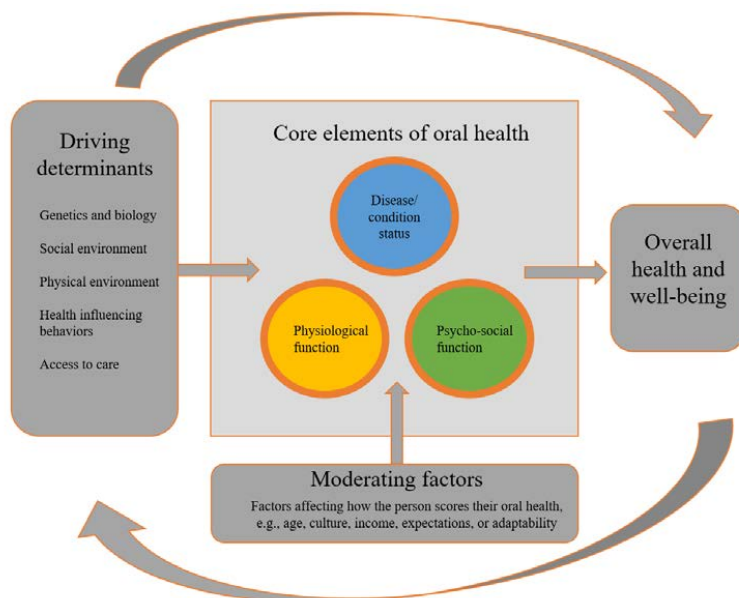 Driving
determinants
Genetics and biology
Social environment
Physical environment
Health influencing
behaviors
Access to care
Core elements of oral health
Disease/
condition
status
Physiological
function
Psycho-social
function
Overall
health and
well-being
Moderating factors
Factors affecting how the person scores their oral health,
e.g., age, culture, income, expectations, or adaptability